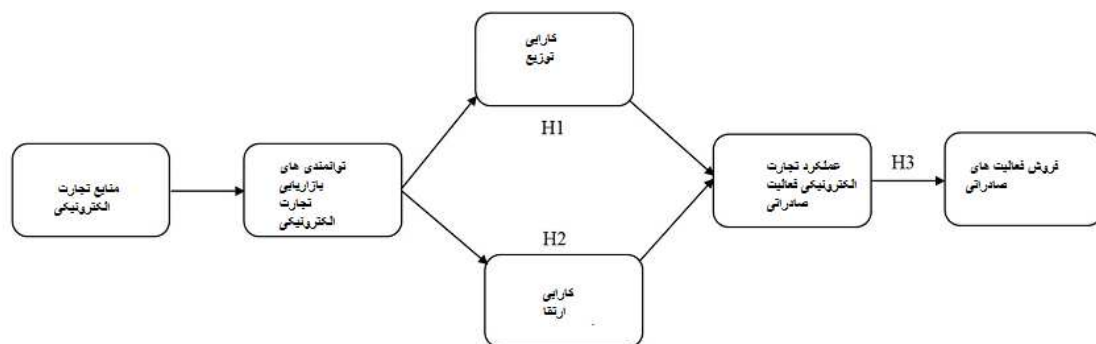 کارایی
توزیع
H1
منابع تجارت
الکترونیکی
توانمندی های
بازاریابی
تجارت
الکترونیکی
عملکرد تجارت
الکترونیکی فعالیت
صادراتی
H3
فروش فعالیت های
صادراتی
H2
کارایی
ارتقا